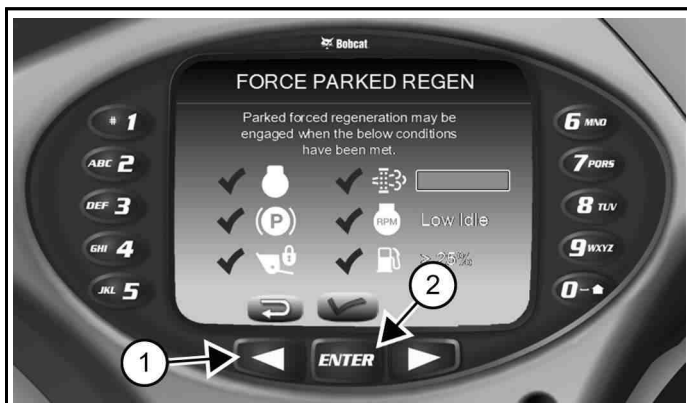 Bobcat
FORCE PARKED REGEN
Parked forced regeneration may be
engaged when the below conditions
have been met.
# 1
ABC 2
DEF 3
GHI 4
JKL 5
6 MNO
7 PQRS
8 TUV
9 WXYZ
0
(P)
RPM Low Idle
> 25%
ENTER
1
2